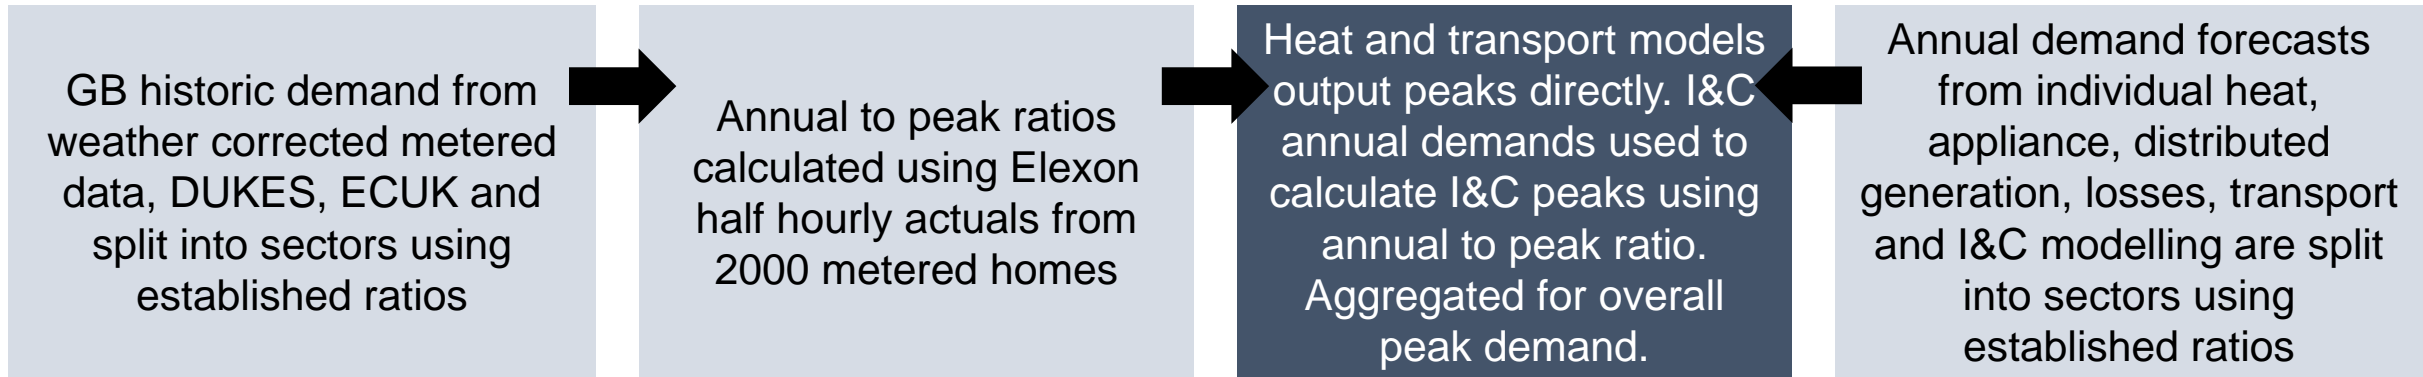 GB historic demand from
weather corrected metered
data, DUKES, ECUK and
split into sectors using
established ratios
Annual to peak ratios
calculated using Elexon
half hourly actuals from
2000 metered homes
Heat and transport models
output peaks directly. I&C
annual demands used to
calculate I&C peaks using
annual to peak ratio.
Aggregated for overall
peak demand.
Annual demand forecasts
from individual heat,
appliance, distributed
generation, losses, transport
and I&C modelling are split
into sectors using
established ratios